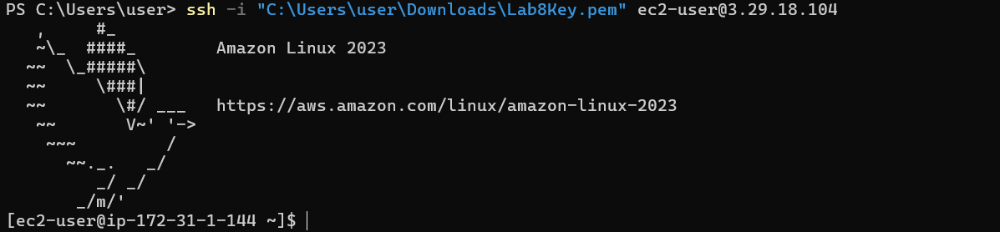 PS C:\Users\user> ssh -i "C:\Users\user\Downloads\Lab8Key.pem" ec2-user@3.29.18.104
   ,     #_
   ~\_  ####_        Amazon Linux 2023
  ~~  \_#####\
  ~~     \###|
  ~~       \#/ ___   https://aws.amazon.com/linux/amazon-linux-2023
   ~~       V~' '->
    ~~~         /
      ~~._.   _/
         _/ _/
       _/m/'
[ec2-user@ip-172-31-1-144 ~]$